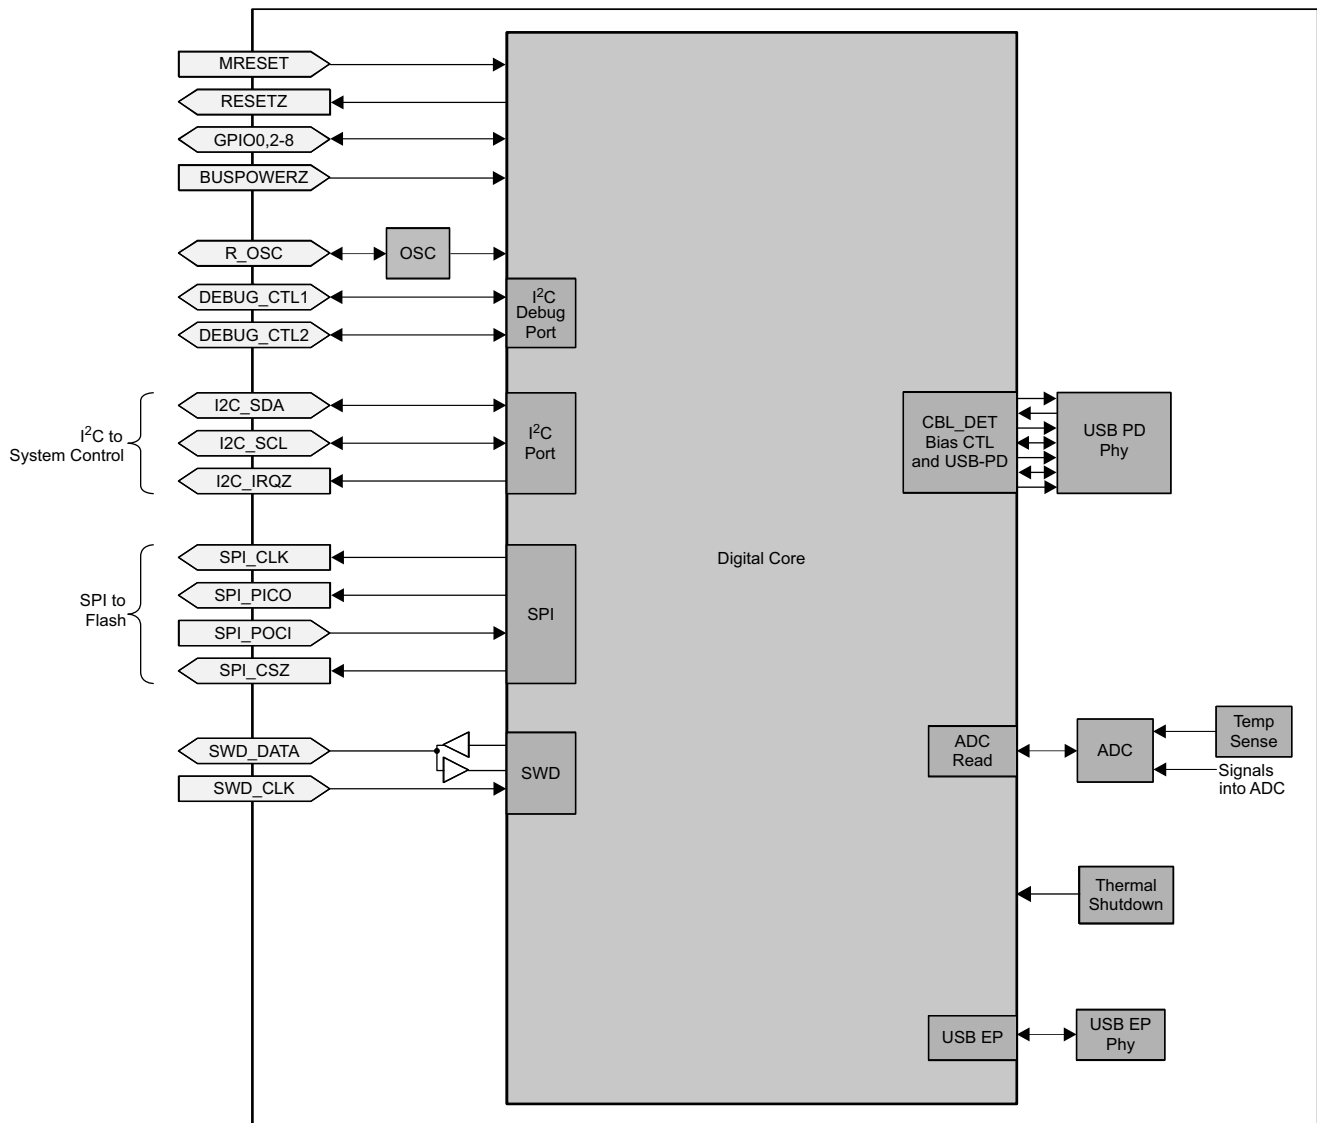 MRESET
RESETZ
GPIO0,2-8
BUSPOWERZ
R_OSC
OSC
DEBUG_CTL1
DEBUG_CTL2
I²C
Debug
Port
I²C to
System Control
I2C_SDA
I2C_SCL
I2C_IRQZ
I²C
Port
CBL_DET
Bias CTL
and USB-PD
USB PD
Phy
Digital Core
SPI to
Flash
SPI_CLK
SPI_PICO
SPI_POCI
SPI_CSZ
SPI
SWD_DATA
SWD_CLK
SWD
ADC
Read
ADC
Temp
Sense
Signals
into ADC
Thermal
Shutdown
USB EP
USB EP
Phy